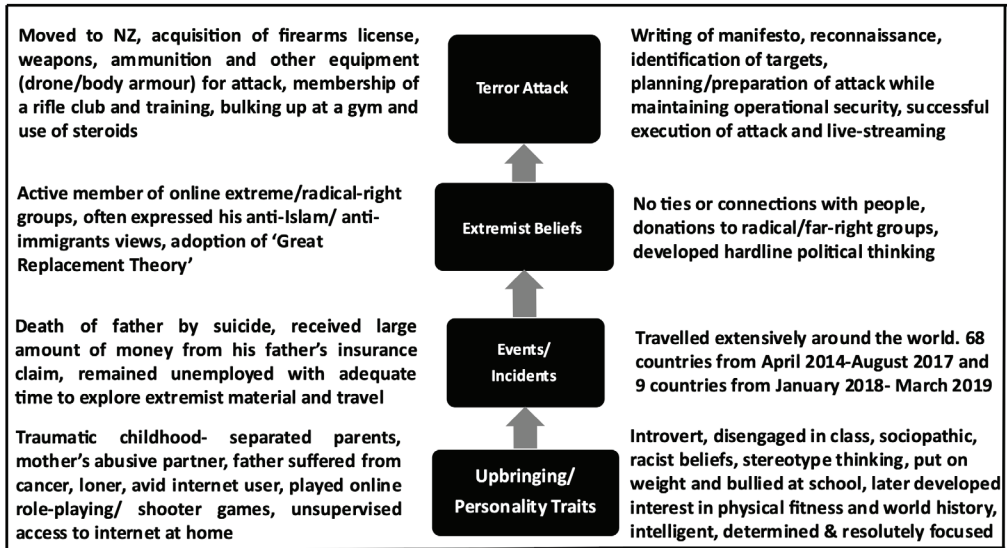 Moved to NZ, acquisition of firearms license,
weapons, ammunition and other equipment
(drone/body armour) for attack, membership of
a rifle club and training, bulking up at a gym and
use of steroids
Terror Attack
Writing of manifesto, reconnaissance,
identification of targets,
planning/preparation of attack while
maintaining operational security, successful
execution of attack and live-streaming
Active member of online extreme/radical-right
groups, often expressed his anti-Islam/ anti-
immigrants views, adoption of ‘Great
Replacement Theory’
Extremist Beliefs
No ties or connections with people,
donations to radical/far-right groups,
developed hardline political thinking
Death of father by suicide, received large
amount of money from his father’s insurance
claim, remained unemployed with adequate
time to explore extremist material and travel
Events/
Incidents
Travelled extensively around the world. 68
countries from April 2014-August 2017 and
9 countries from January 2018- March 2019
Traumatic childhood- separated parents,
mother’s abusive partner, father suffered from
cancer, loner, avid internet user, played online
role-playing/ shooter games, unsupervised
access to internet at home
Upbringing/
Personality Traits
Introvert, disengaged in class, sociopathic,
racist beliefs, stereotype thinking, put on
weight and bullied at school, later developed
interest in physical fitness and world history,
intelligent, determined & resolutely focused